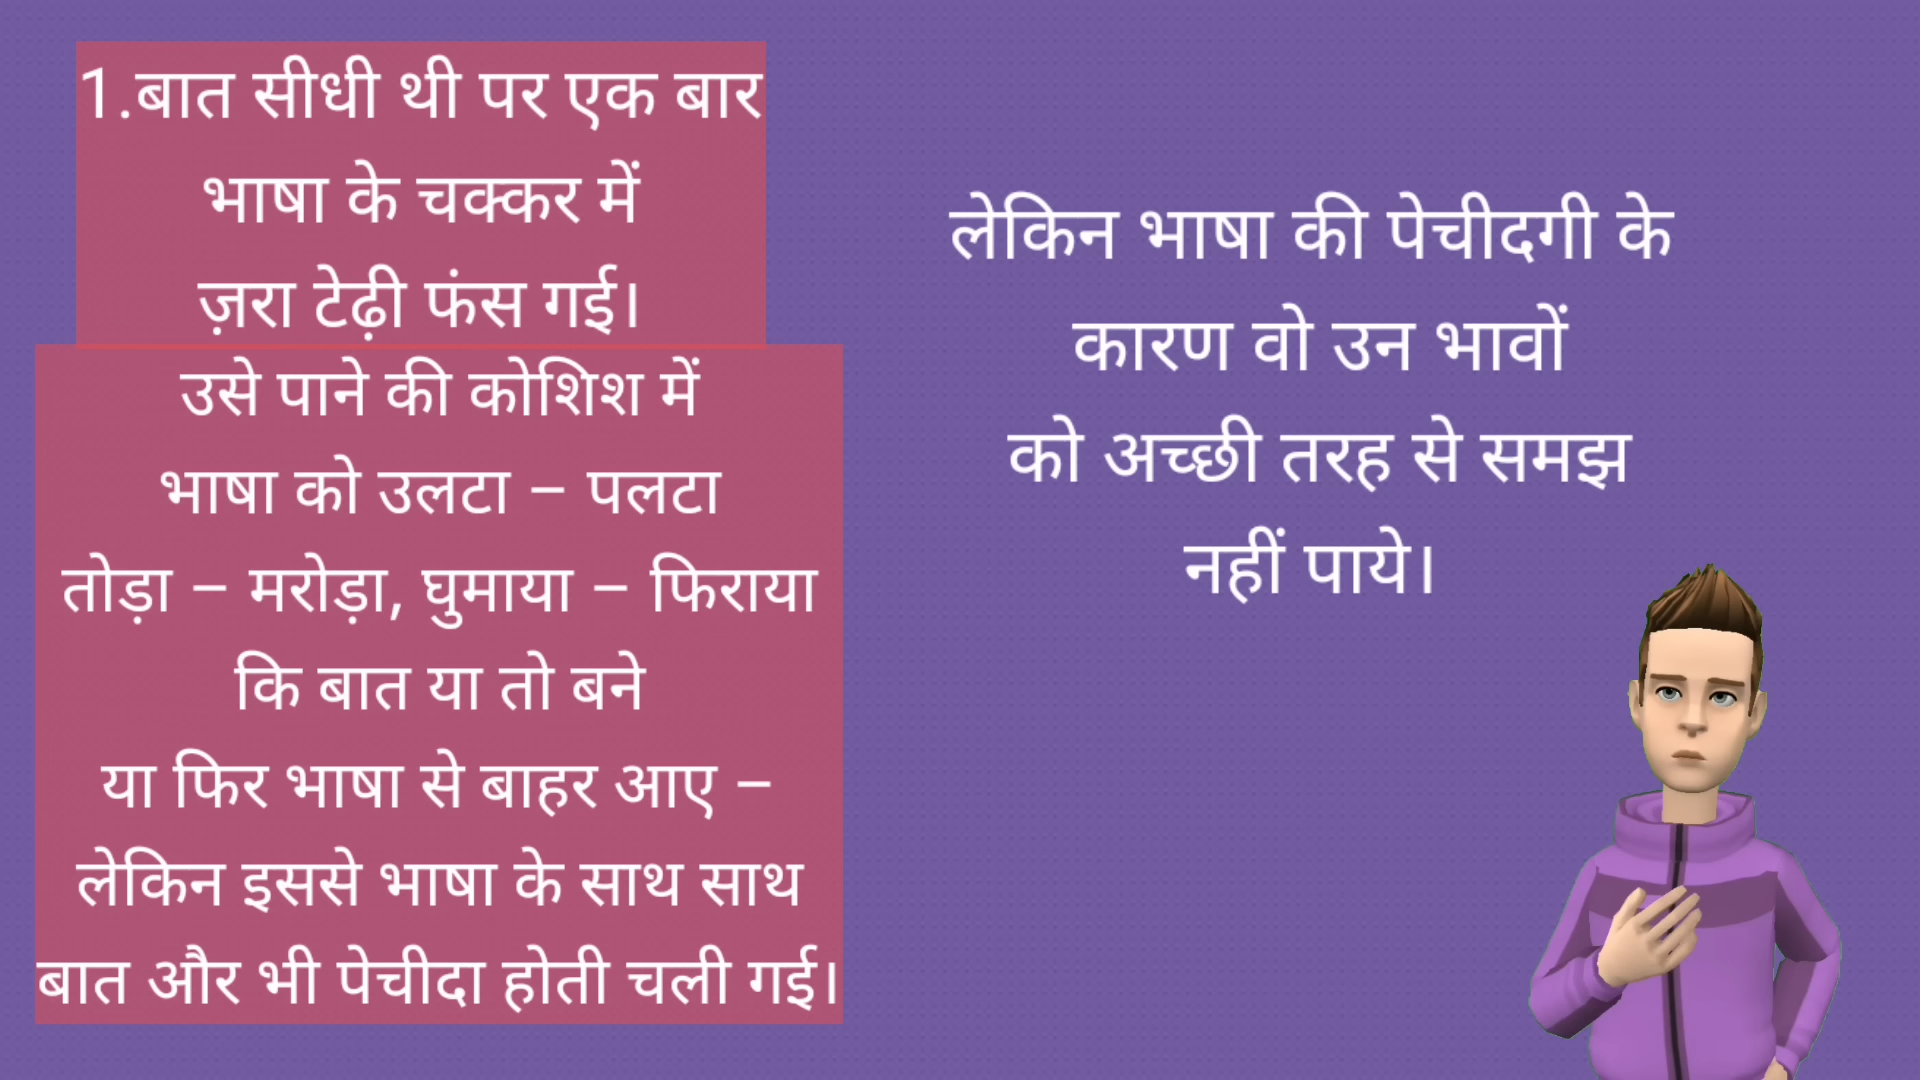 1.बात सीधी थी पर एक बार
भाषा के चक्कर में
ज़रा टेढ़ी फंस गई।
उसे पाने की कोशिश में
भाषा को उलटा – पलटा
तोड़ा – मरोड़ा, घुमाया – फिराया
कि बात या तो बने
या फिर भाषा से बाहर आए –
लेकिन इससे भाषा के साथ साथ
बात और भी पेचीदा होती चली गई।
लेकिन भाषा की पेचीदगी के
कारण वो उन भावों
को अच्छी तरह से समझ
नहीं पाये।